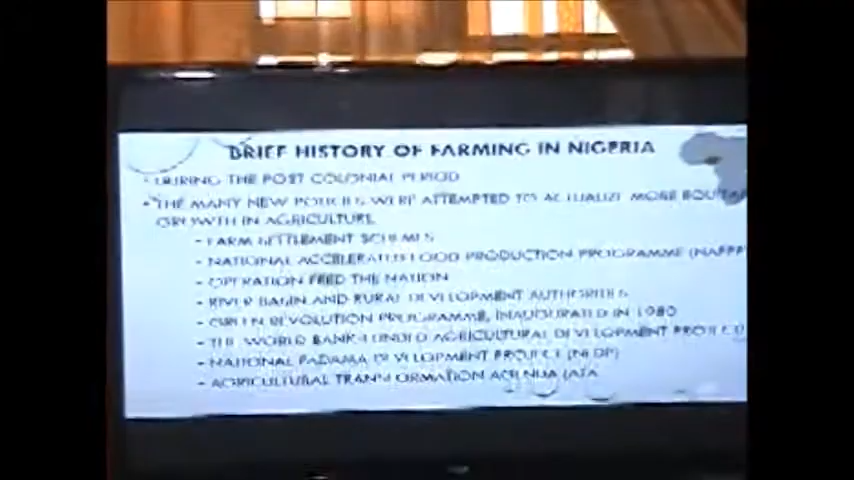 BRIEF HISTORY OF FARMING IN NIGERIA
• DURING THE POST COLONIAL PERIOD
• THE MANY NEW POLICIES WERE ATTEMPTED TO ACTUALIZE MORE
GROWTH IN AGRICULTURE
- FARM SETTLEMENT SCHEMES
- NATIONAL ACCELERATED FOOD PRODUCTION PROGRAMME (NAFPP
- OPERATION FEED THE NATION
- RIVER BASIN AND RURAL DEVELOPMENT AUTHORITIES
- GREEN REVOLUTION PROGRAMME, INAUGURATED IN 1980
- THE WORLD BANK-FUNDED AGRICULTURAL DEVELOPMENT PROJECT
- NATIONAL FADAMA DEVELOPMENT PROJECT (NFDP)
- AGRICULTURAL TRANSFORMATION AGENDA (ATA